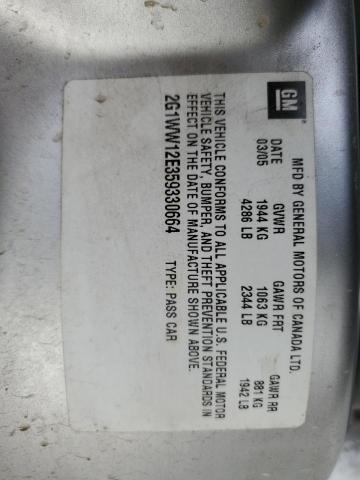 GM
MFD BY GENERAL MOTORS OF CANADA LTD.
DATE GVWR GAWR FRT GAWR RR
03/05 1944 KG 1063 KG 881 KG
4286 LB 2344 LB 1942 LB
THIS VEHICLE CONFORMS TO ALL APPLICABLE U.S. FEDERAL MOTOR
VEHICLE SAFETY, BUMPER, AND THEFT PREVENTION STANDARDS IN
EFFECT ON THE DATE OF MANUFACTURE SHOWN ABOVE.
2G1WW12E359330664 TYPE: PASS CAR